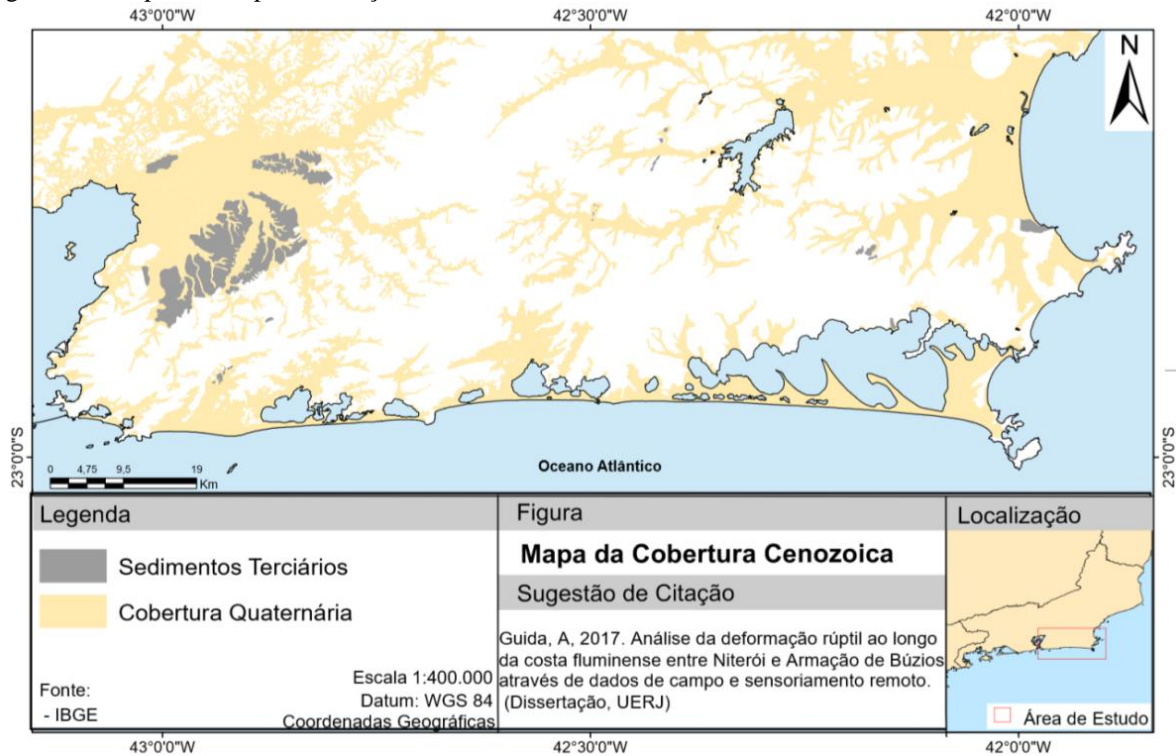 43°0'0"W 42°30'0"W 42°0'0"W
N
23°0'0"S
23°0'0"S
0 4,75 9,5 19
Km
Oceano Atlântico
Legenda
Sedimentos Terciários
Cobertura Quaternária
Fonte:
- IBGE
Escala 1:400.000
Datum: WGS 84
Coordenadas Geográficas
Figura
Mapa da Cobertura Cenozoica
Sugestão de Citação
Guida, A, 2017. Análise da deformação rúptil ao longo
da costa fluminense entre Niterói e Armação de Búzios
através de dados de campo e sensoriamento remoto.
(Dissertação, UERJ)
Localização
Área de Estudo
43°0'0"W 42°30'0"W 42°0'0"W